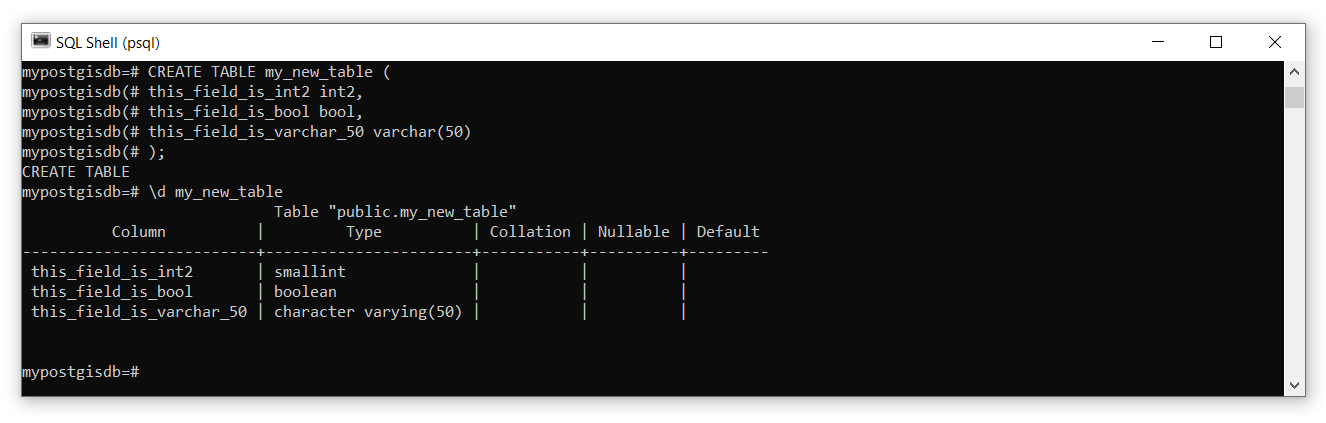 SQL Shell (psql)
mypostgisdb=# CREATE TABLE my_new_table (
mypostgisdb(# this_field_is_int2 int2,
mypostgisdb(# this_field_is_bool bool,
mypostgisdb(# this_field_is_varchar_50 varchar(50)
mypostgisdb(# );
CREATE TABLE
mypostgisdb=# \d my_new_table
                            Table "public.my_new_table"
          Column          |         Type          | Collation | Nullable | Default
--------------------------+-----------------------+-----------+----------+---------
 this_field_is_int2       | smallint              |           |          |
 this_field_is_bool       | boolean               |           |          |
 this_field_is_varchar_50 | character varying(50) |           |          |
mypostgisdb=#